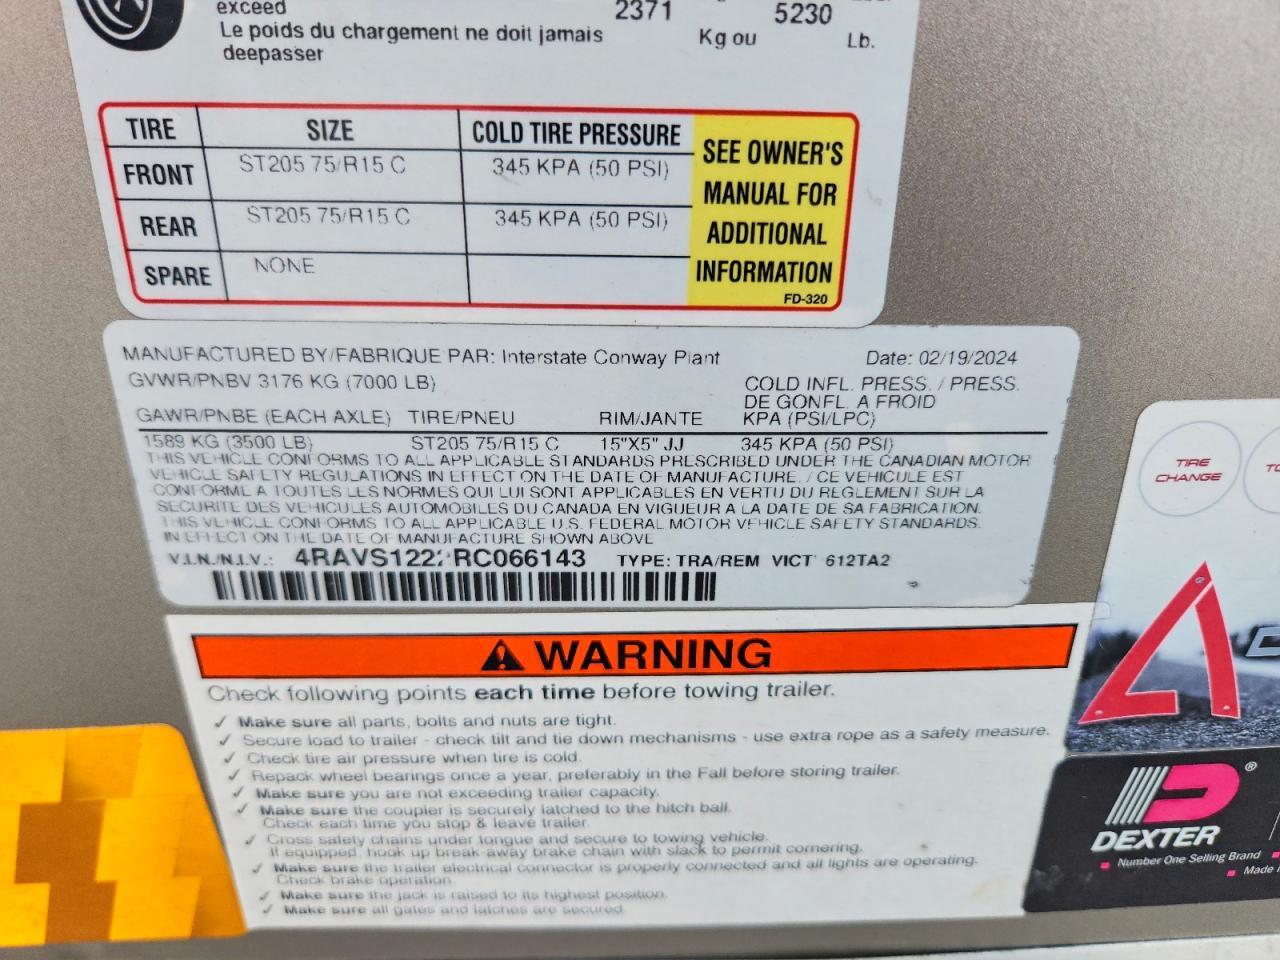 exceed 2371 5230
Le poids du chargement ne doit jamais Kg ou Lb.
deepasser
TIRE SIZE COLD TIRE PRESSURE
FRONT ST205 75/R15 C 345 KPA (50 PSI)
REAR ST205 75/R15 C 345 KPA (50 PSI)
SPARE NONE
SEE OWNER'S
MANUAL FOR
ADDITIONAL
INFORMATION
FD-320
MANUFACTURED BY/FABRIQUE PAR: Interstate Conway Plant Date: 02/19/2024
GVWR/PNBV 3176 KG (7000 LB) COLD INFL. PRESS. / PRESS.
DE GONFL. A FROID
GAWR/PNBE (EACH AXLE) TIRE/PNEU RIM/JANTE KPA (PSI/LPC)
1589 KG (3500 LB) ST205 75/R15 C 15"X5" JJ 345 KPA (50 PSI)
THIS VEHICLE CONFORMS TO ALL APPLICABLE STANDARDS PRESCRIBED UNDER THE CANADIAN MOTOR
VEHICLE SAFETY REGULATIONS IN EFFECT ON THE DATE OF MANUFACTURE. / CE VEHICULE EST
CONFORME A TOUTES LES NORMES QUI LUI SONT APPLICABLES EN VERTU DU REGLEMENT SUR LA
SECURITE DES VEHICULES AUTOMOBILES DU CANADA EN VIGUEUR A LA DATE DE SA FABRICATION.
THIS VEHICLE CONFORMS TO ALL APPLICABLE U.S. FEDERAL MOTOR VEHICLE SAFETY STANDARDS.
IN EFFECT ON THE DATE OF MANUFACTURE SHOWN ABOVE
V.I.N./N.I.V.: TYPE: TRA/REM VICT 612TA2
WARNING
Check following points each time before towing trailer.
✓ Make sure all parts, bolts and nuts are tight.
✓ Secure load to trailer - check tilt and tie down mechanisms - use extra rope as a safety measure.
✓ Check tire air pressure when tire is cold.
✓ Repack wheel bearings once a year, preferably in the Fall before storing trailer.
✓ Make sure you are not exceeding trailer capacity.
✓ Make sure the coupler is securely latched to the hitch ball.
Check each time you stop & leave trailer.
✓ Cross safety chains under tongue and secure to towing vehicle.
If equipped, hook up break-away brake chain with slack to permit cornering.
✓ Make sure the trailer electrical connector is properly connected and all lights are operating.
Check brake operation.
✓ Make sure the jack is raised to its highest position.
✓ Make sure all gates and latches are secured.
TIRE
CHANGE
DEXTER ®
Number One Selling Brand
Made